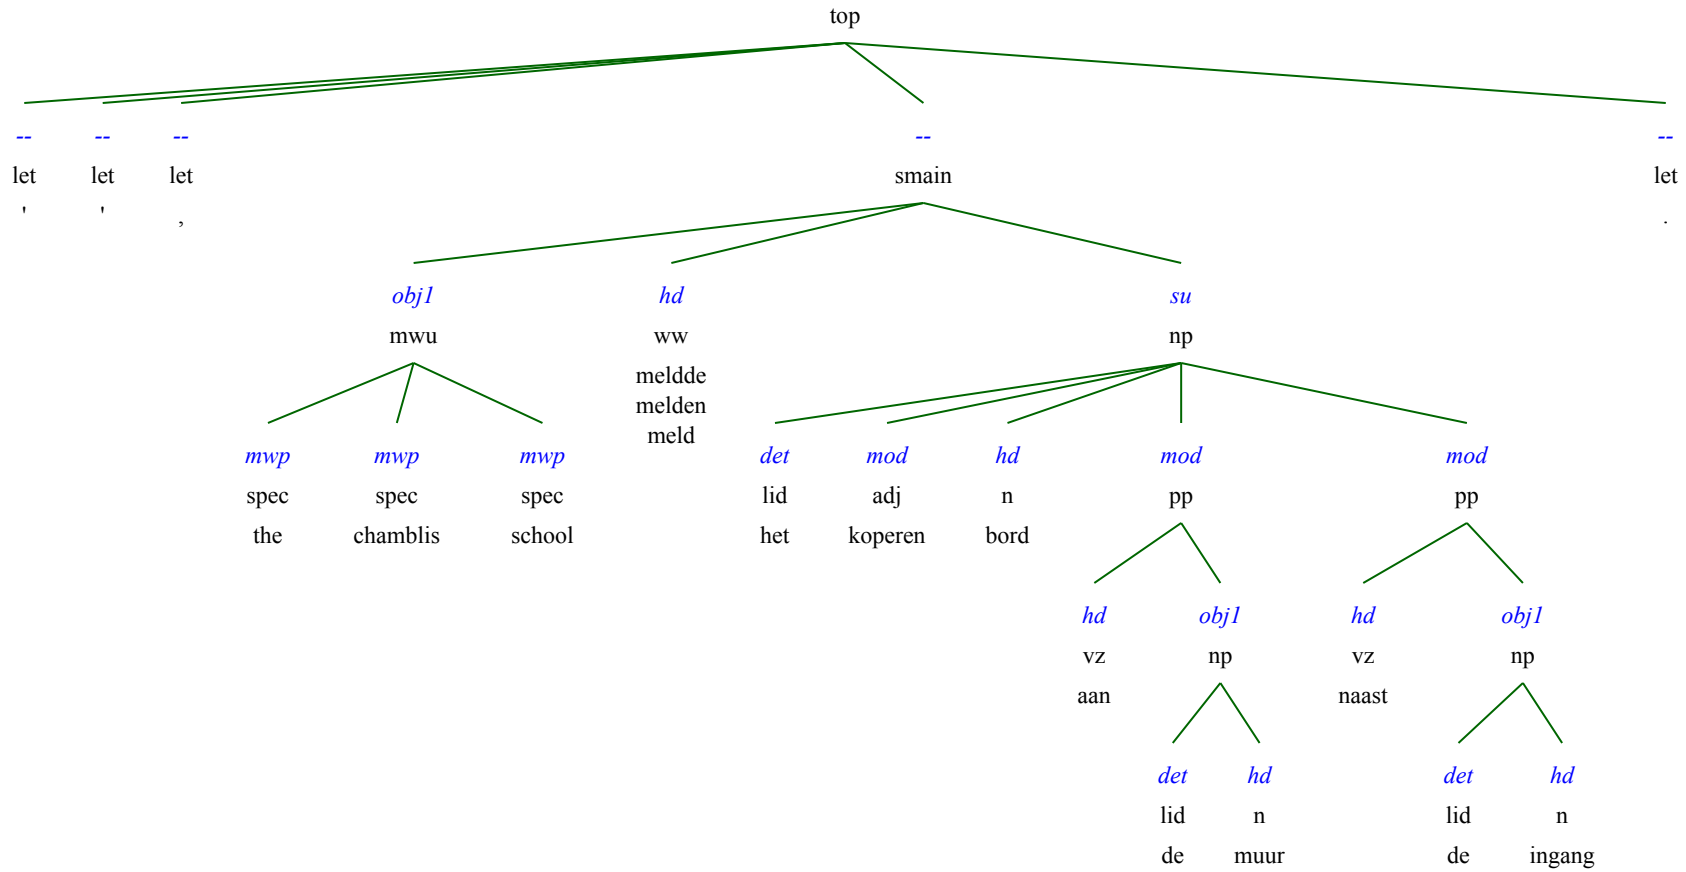 top
-- -- -- -- --
let let let smain let
' ' , .
obj1 hd su
mwu ww np
meldde
melden
meld
mwp mwp mwp det mod hd mod mod
spec spec spec lid adj n pp pp
the chamblis school het koperen bord
hd obj1 hd obj1
vz np vz np
aan naast
det hd det hd
lid n lid n
de muur de ingang